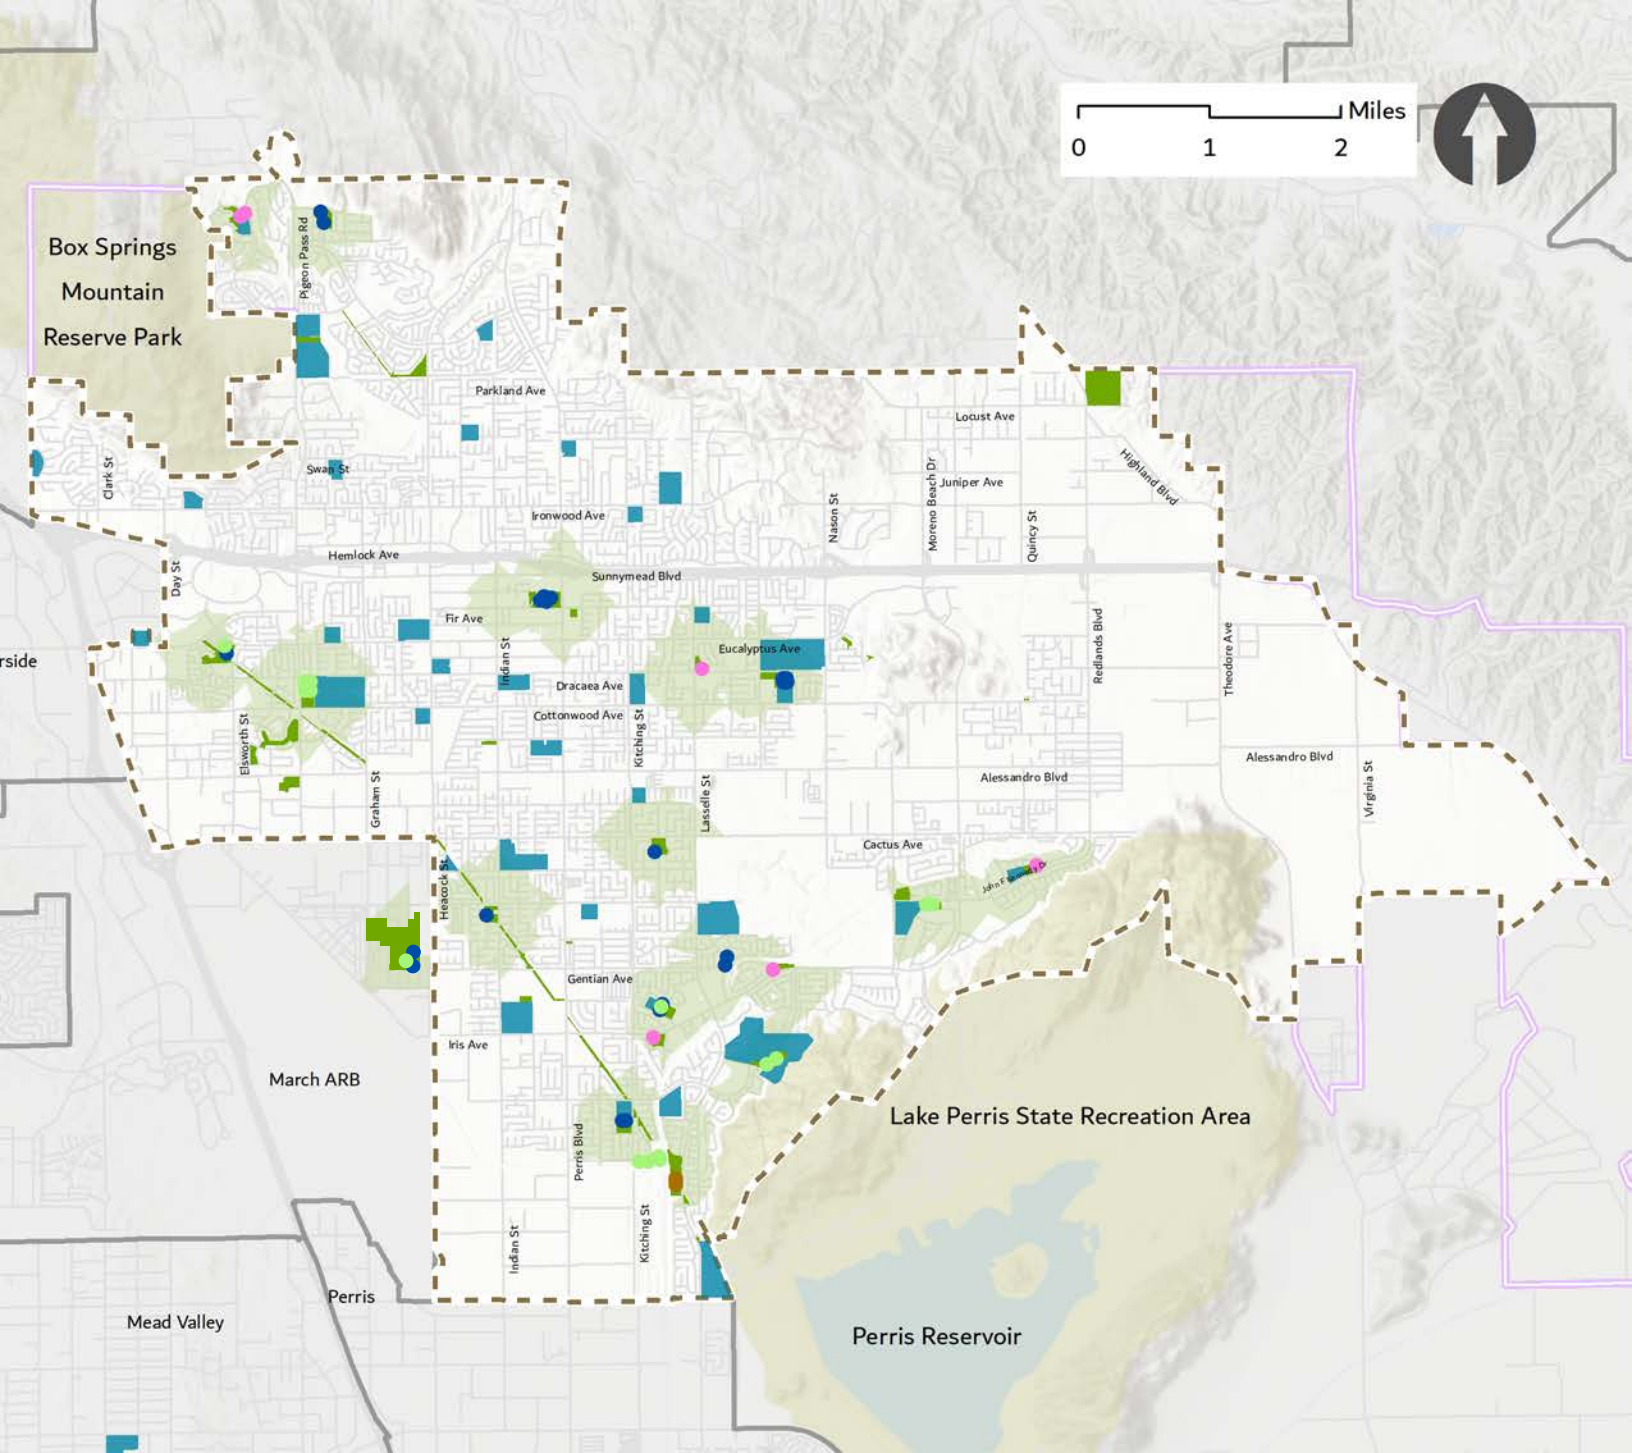 Miles
0 1 2
Box Springs
Mountain
Reserve Park
Pigeon Pass Rd
Parkland Ave
Locust Ave
Clark St
Swan St
Highland Blvd
Juniper Ave
Moreno Beach Dr
Nason St
Quincy St
Ironwood Ave
Hemlock Ave
Day St
Sunnymead Blvd
Fir Ave
Indian St
Eucalyptus Ave
Redlands Blvd
Theodore Ave
rside
Dracaea Ave
Cottonwood Ave
Kitching St
Elsworth St
Graham St
Lasselle St
Alessandro Blvd
Alessandro Blvd
Virginia St
Cactus Ave
Heacock St
John F Kennedy Dr
Gentian Ave
Iris Ave
March ARB
Lake Perris State Recreation Area
Perris Blvd
Indian St
Kitching St
Perris
Mead Valley
Perris Reservoir